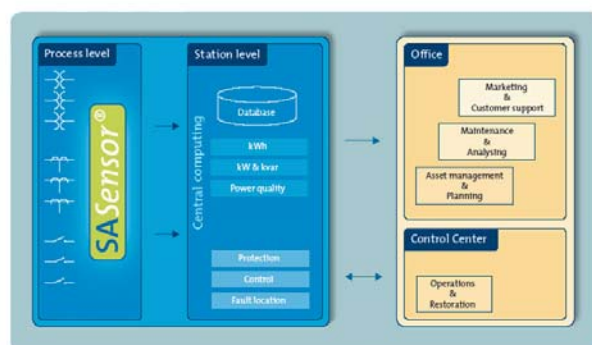 Process level
SASensor®
Station level
Central computing
Database
kWh
kW & kvar
Power quality
Protection
Control
Fault location
Office
Marketing
&
Customer support
Maintenance
&
Analysing
Asset management
&
Planning
Control Center
Operations
&
Restoration